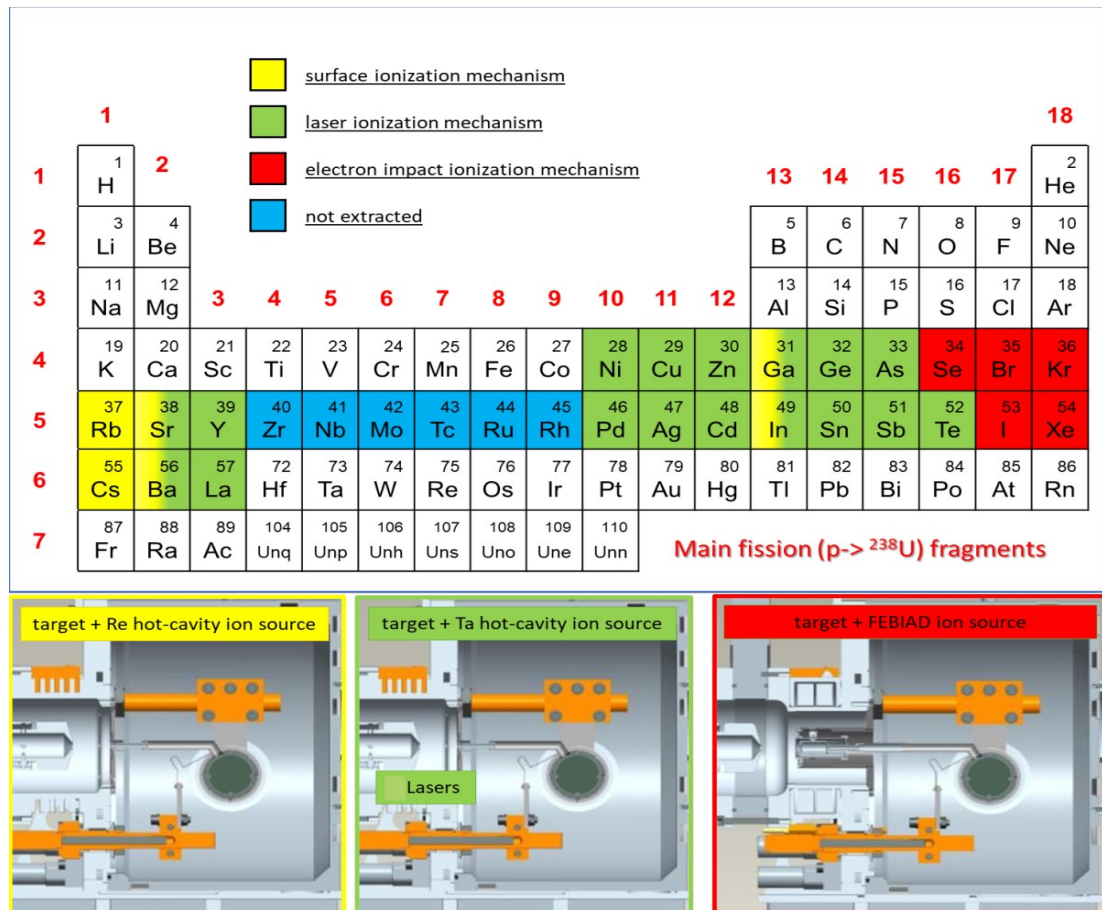 surface ionization mechanism
1 laser ionization mechanism 18
1 1 H 2 electron impact ionization mechanism 13 14 15 16 17 2 He
2 3 Li 4 Be not extracted 5 B 6 C 7 N 8 O 9 F 10 Ne
3 11 Na 12 Mg 3 4 5 6 7 8 9 10 11 12 13 Al 14 Si 15 P 16 S 17 Cl 18 Ar
4 19 K 20 Ca 21 Sc 22 Ti 23 V 24 Cr 25 Mn 26 Fe 27 Co 28 Ni 29 Cu 30 Zn 31 Ga 32 Ge 33 As 34 Se 35 Br 36 Kr
5 37 Rb 38 Sr 39 Y 40 Zr 41 Nb 42 Mo 43 Tc 44 Ru 45 Rh 46 Pd 47 Ag 48 Cd 49 In 50 Sn 51 Sb 52 Te 53 I 54 Xe
6 55 Cs 56 Ba 57 La 72 Hf 73 Ta 74 W 75 Re 76 Os 77 Ir 78 Pt 79 Au 80 Hg 81 Tl 82 Pb 83 Bi 84 Po 85 At 86 Rn
7 87 Fr 88 Ra 89 Ac 104 Unq 105 Unp 106 Unh 107 Uns 108 Uno 109 Une 110 Unn
Main fission (p-> ²³⁸U) fragments
target + Re hot-cavity ion source
target + Ta hot-cavity ion source
target + FEBIAD ion source
Lasers